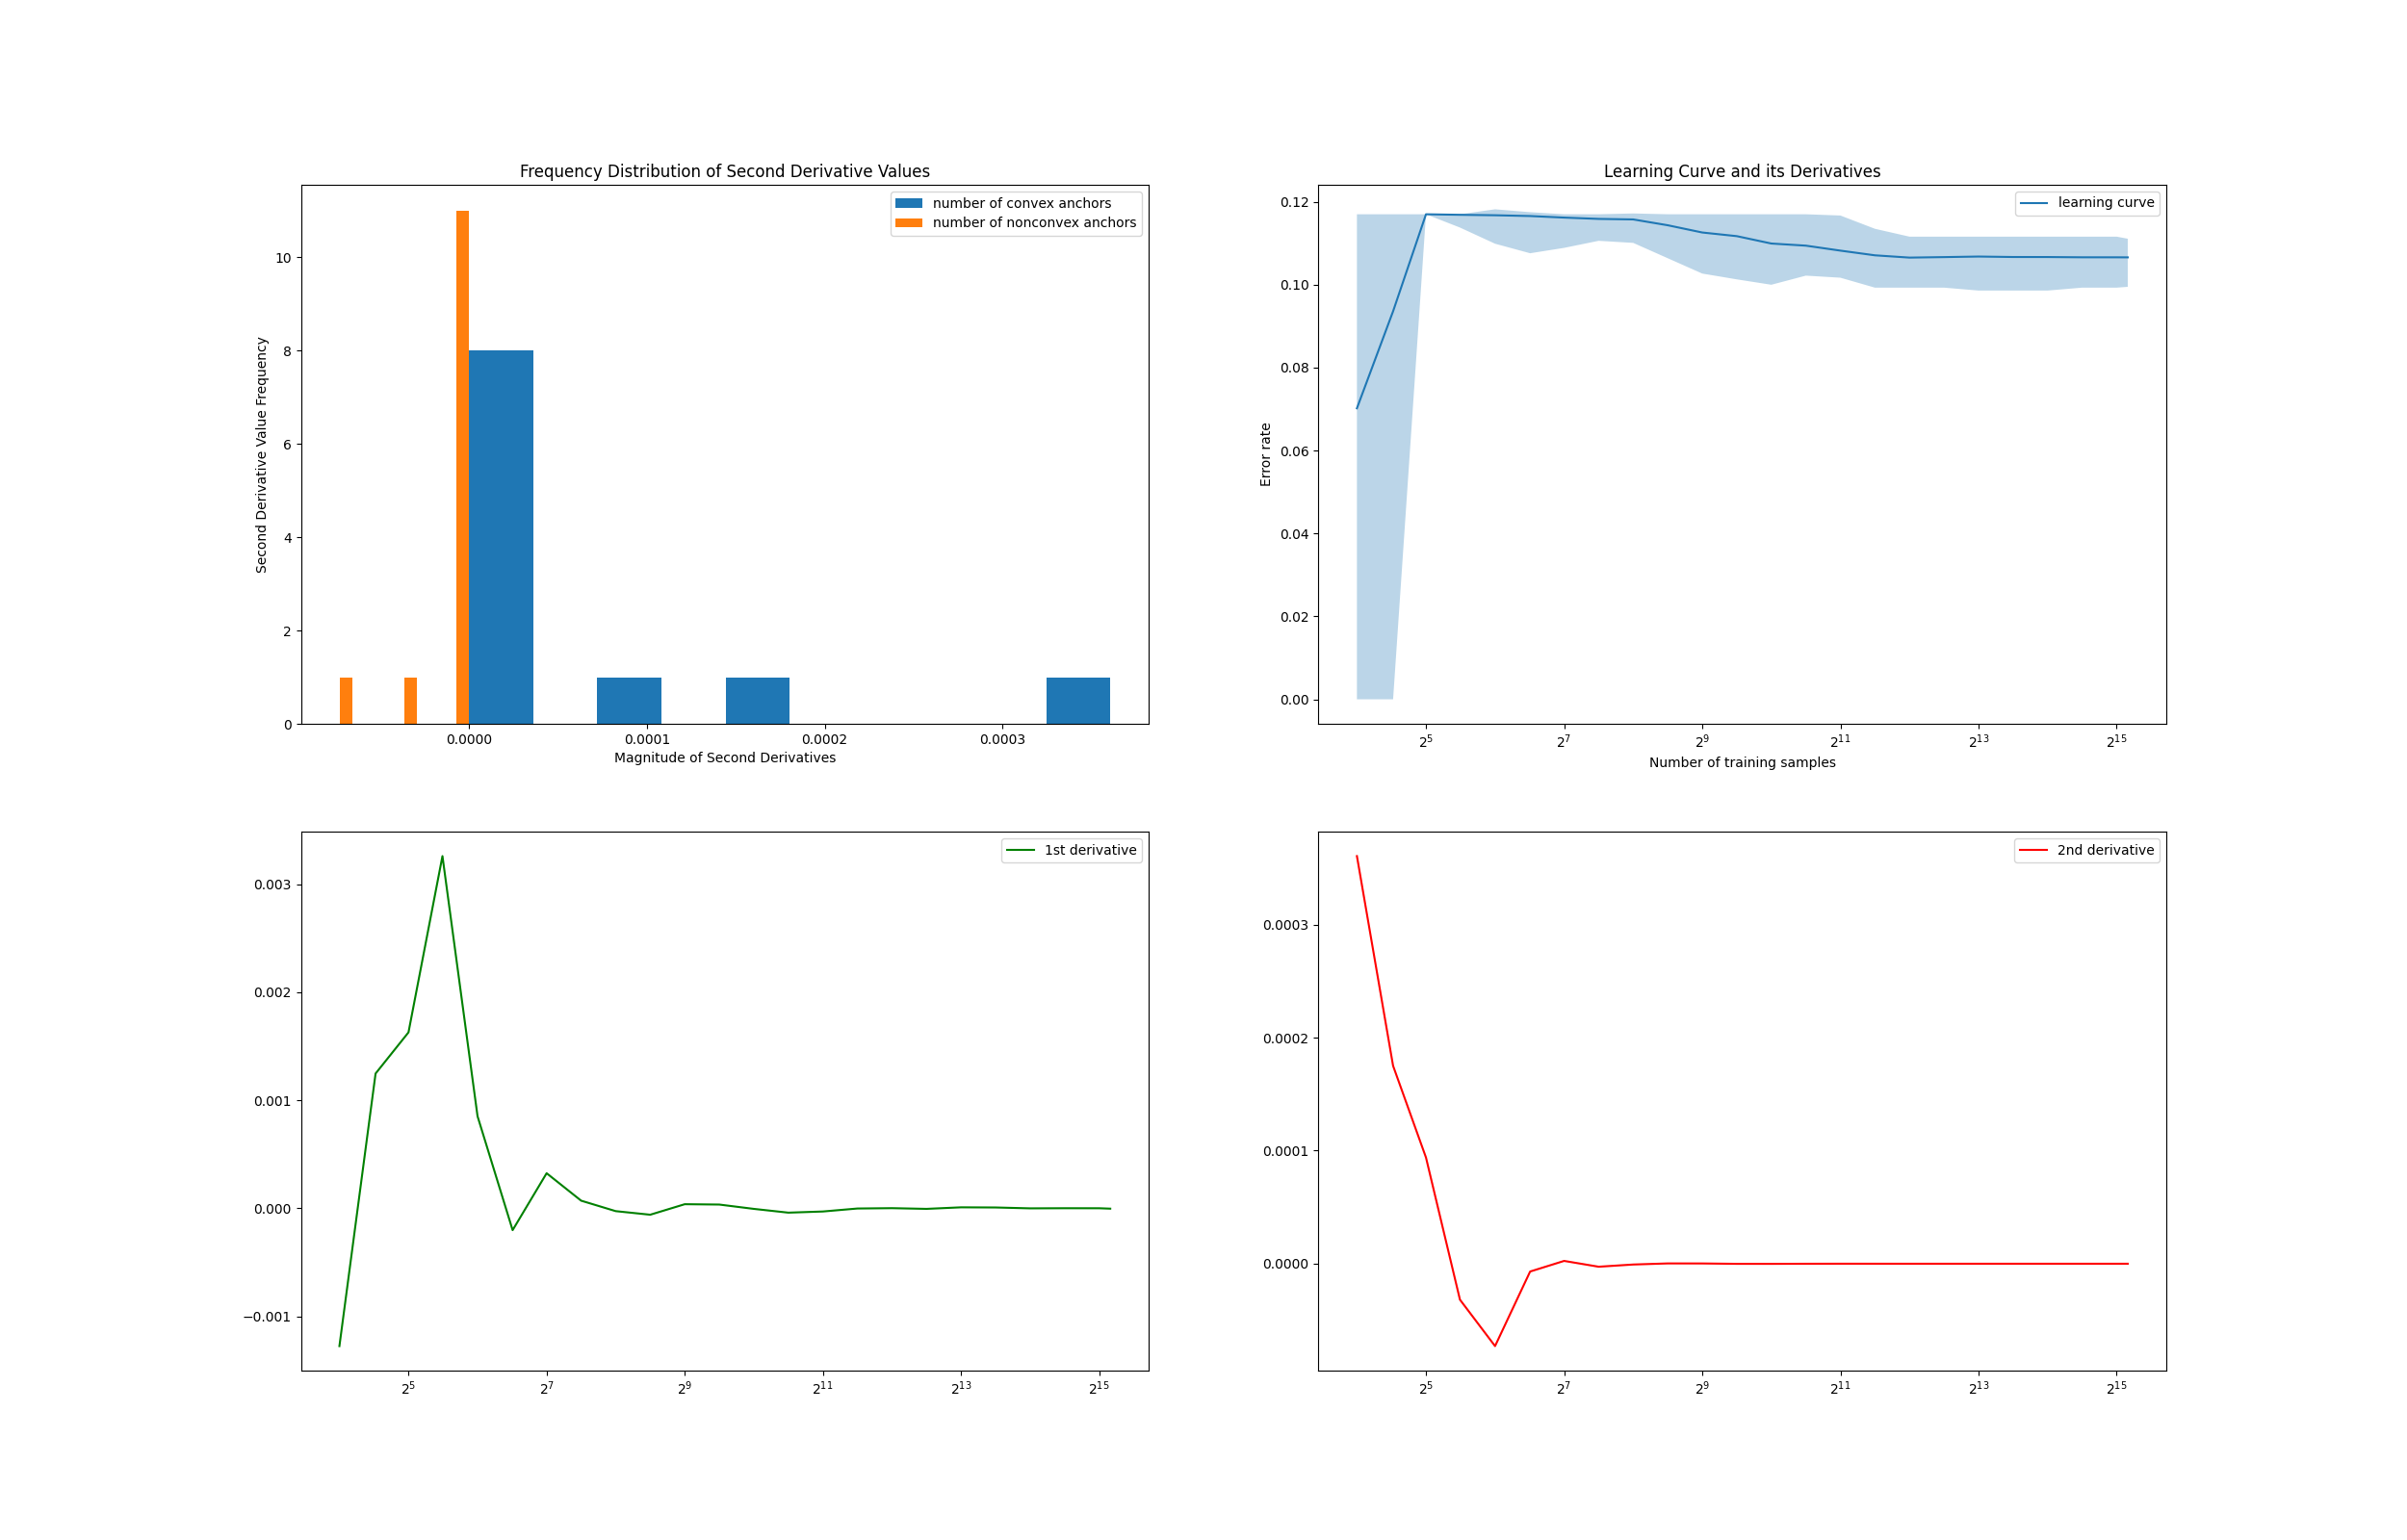 Frequency Distribution of Second Derivative Values
number of convex anchors
number of nonconvex anchors
10
8
6
4
2
0
Second Derivative Value Frequency
0.0000 0.0001 0.0002 0.0003
Magnitude of Second Derivatives
Learning Curve and its Derivatives
learning curve
0.12
0.10
0.08
0.06
0.04
0.02
0.00
Error rate
2^5 2^7 2^9 2^11 2^13 2^15
Number of training samples
1st derivative
0.003
0.002
0.001
0.000
−0.001
2^5 2^7 2^9 2^11 2^13 2^15
2nd derivative
0.0003
0.0002
0.0001
0.0000
2^5 2^7 2^9 2^11 2^13 2^15